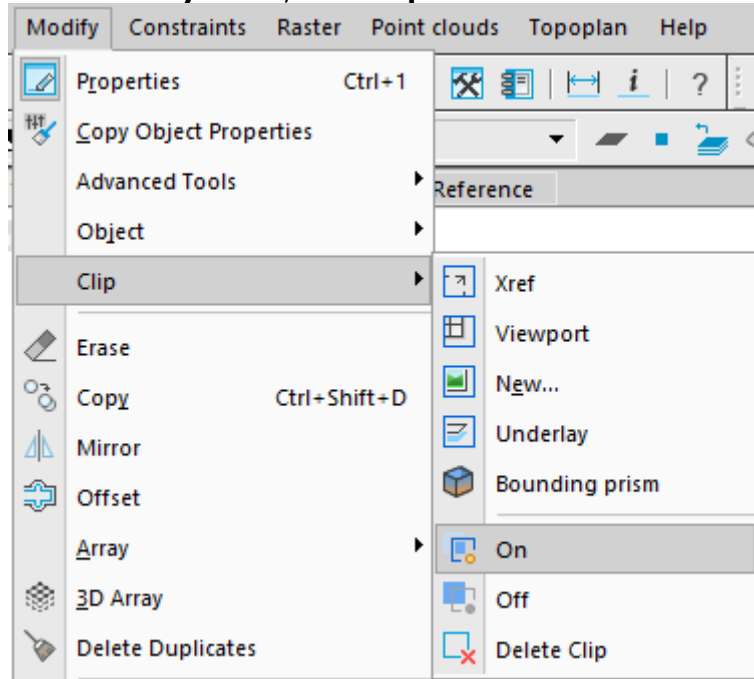 Modify Constraints Raster Point clouds Topoplan Help
Properties Ctrl+1
i ?
Copy Object Properties
Advanced Tools
Reference
Object
Clip
Xref
Viewport
Erase
New...
Copy Ctrl+Shift+D
Underlay
Mirror
Bounding prism
Offset
Array
On
3D Array
Off
Delete Duplicates
Delete Clip